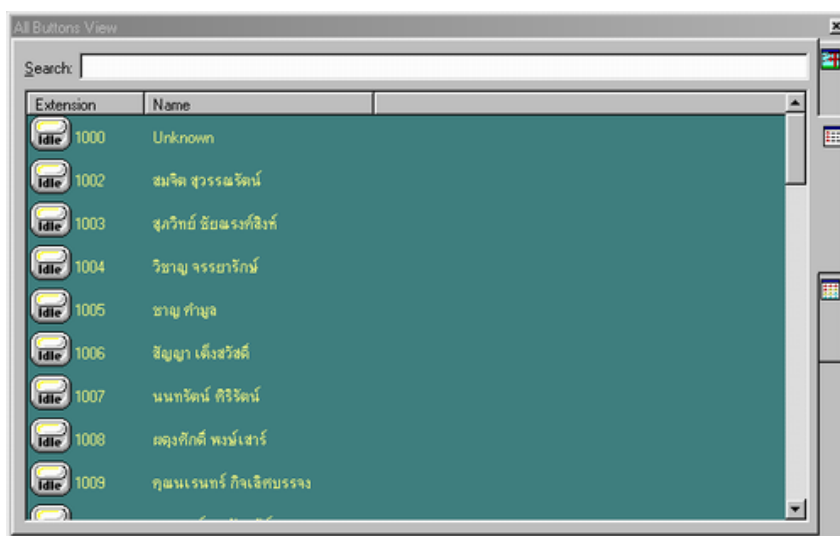 All Buttons View
Search:
Extension Name
Idle 1000 Unknown
Idle 1002 สมจิต สุวรรณรัตน์
Idle 1003 สุภวิทย์ ชัยณรงค์สิงห์
Idle 1004 วิชาญ จรรยารักษ์
Idle 1005 ชาญ คำมูล
Idle 1006 สัญญา เต็งสวัสดิ์
Idle 1007 นนทรัตน์ ศิริรัตน์
Idle 1008 ผดุงศักดิ์ พงษ์เสาร์
Idle 1009 คุณนเรนทร์ กิจเลิศบรรจง